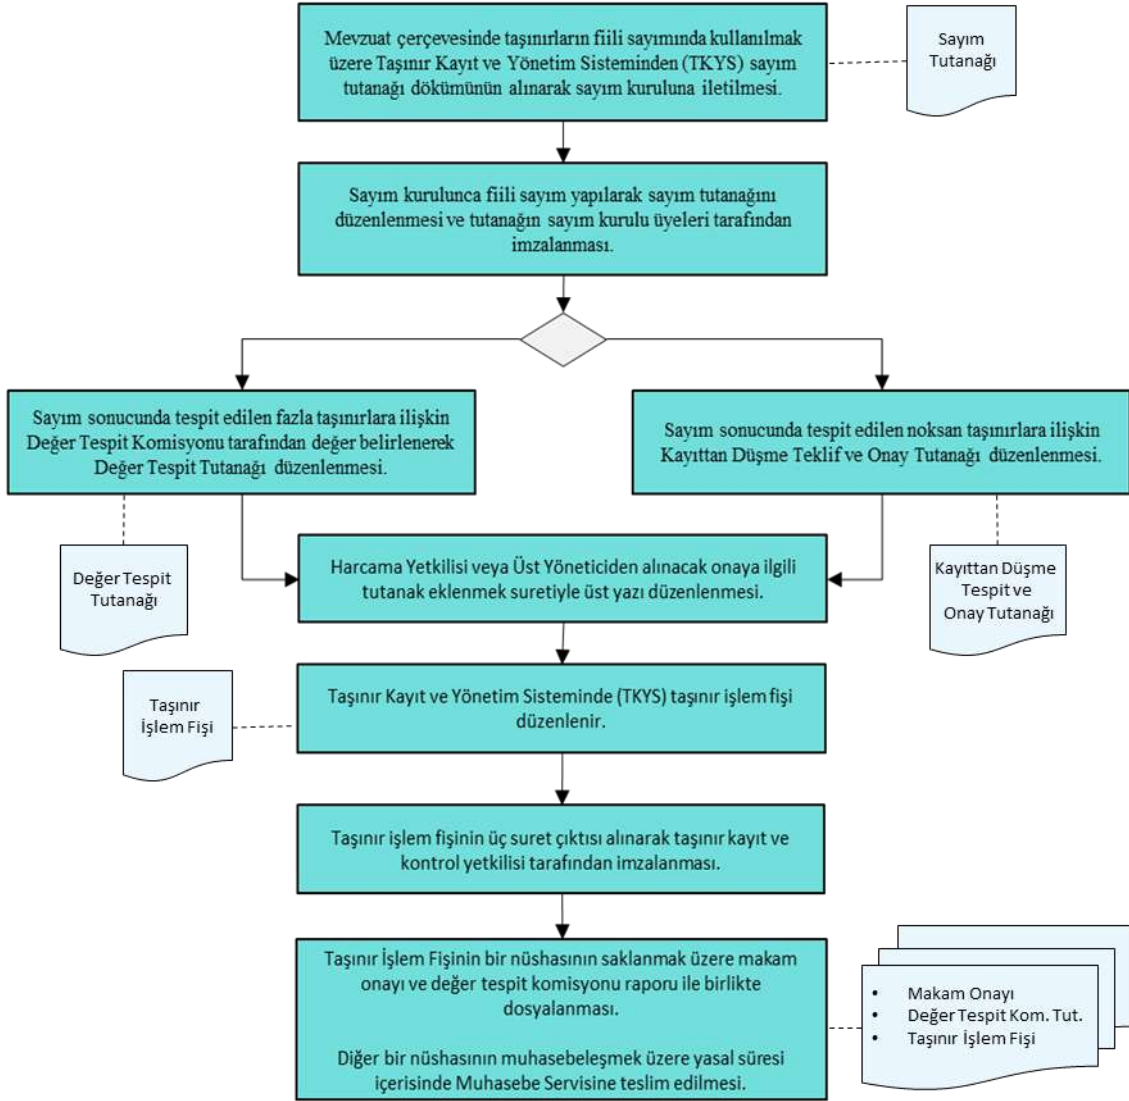 Mevzuat çerçevesinde taşınırların fiili sayımında kullanılmak
üzere Taşınır Kayıt ve Yönetim Sisteminden (TKYS) sayım
tutanağı dökümünün alınarak sayım kuruluna iletilmesi.
Sayım
Tutanağı
Sayım kurulunca fiili sayım yapılarak sayım tutanağını
düzenlenmesi ve tutanağın sayım kurulu üyeleri tarafından
imzalanması.
Sayım sonucunda tespit edilen fazla taşınırlara ilişkin
Değer Tespit Komisyonu tarafından değer belirlenerek
Değer Tespit Tutanağı düzenlenmesi.
Sayım sonucunda tespit edilen noksan taşınırlara ilişkin
Kayıttan Düşme Teklif ve Onay Tutanağı düzenlenmesi.
Değer Tespit
Tutanağı
Harcama Yetkilisi veya Üst Yöneticiden alınacak onaya ilgili
tutanak eklenmek suretiyle üst yazı düzenlenmesi.
Kayıttan Düşme
Tespit ve
Onay Tutanağı
Taşınır
İşlem Fişi
Taşınır Kayıt ve Yönetim Sisteminde (TKYS) taşınır işlem fişi
düzenlenir.
Taşınır işlem fişinin üç suret çıktısı alınarak taşınır kayıt ve
kontrol yetkilisi tarafından imzalanması.
Taşınır İşlem Fişinin bir nüshasının saklanmak üzere makam
onayı ve değer tespit komisyonu raporu ile birlikte
dosyalanması.
Diğer bir nüshasının muhasebeleşmek üzere yasal süresi
içerisinde Muhasebe Servisine teslim edilmesi.
• Makam Onayı
• Değer Tespit Kom. Tut.
• Taşınır İşlem Fişi